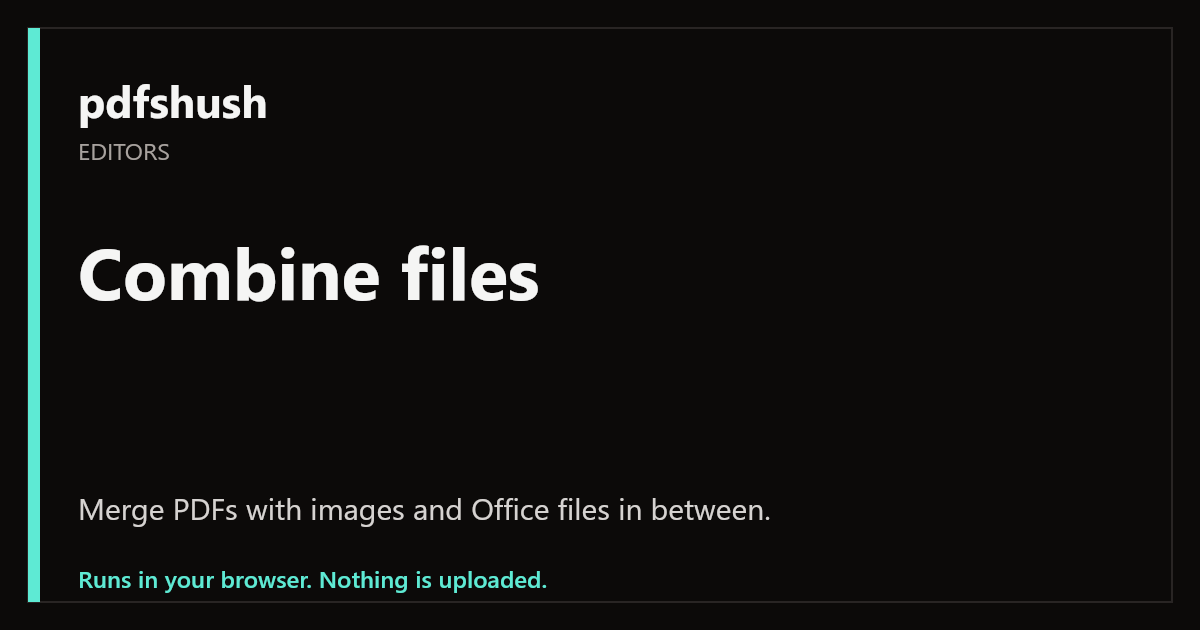 pdfshush
EDITORS
Combine files
Merge PDFs with images and Office files in between.
Runs in your browser. Nothing is uploaded.